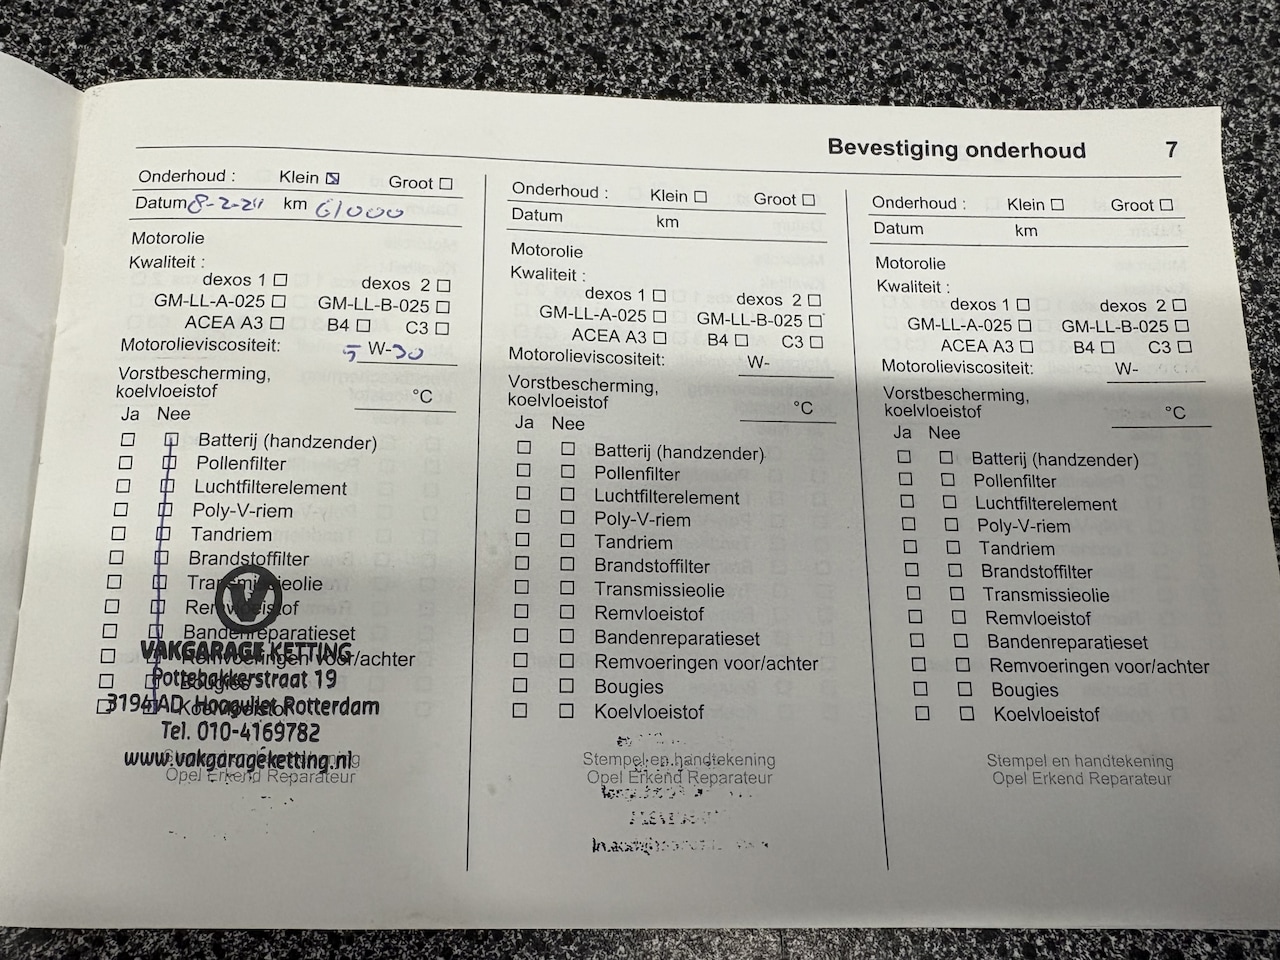 Bevestiging onderhoud 7
Onderhoud : Klein Groot
Datum 8-2-24 km 61000
Motorolie
Kwaliteit :
dexos 1 dexos 2
GM-LL-A-025 GM-LL-B-025
ACEA A3 B4 C3
Motorolieviscositeit: 5 W-30
Vorstbescherming,
koelvloeistof °C
Ja Nee
Batterij (handzender)
Pollenfilter
Luchtfilterelement
Poly-V-riem
Tandriem
Brandstoffilter
Transmissieolie
Remvloeistof
Bandenreparatieset
Remvoeringen voor/achter
Bougies
Koelvloeistof
V
VAKGARAGE KETTING
Pottebakkerstraat 19
3194 AD Hoogvliet Rotterdam
Tel. 010-4169782
www.vakgarageketting.nl
Stempel en handtekening
Opel Erkend Reparateur
Onderhoud : Klein Groot
Datum km
Motorolie
Kwaliteit :
dexos 1 dexos 2
GM-LL-A-025 GM-LL-B-025
ACEA A3 B4 C3
Motorolieviscositeit: W-
Vorstbescherming,
koelvloeistof °C
Ja Nee
Batterij (handzender)
Pollenfilter
Luchtfilterelement
Poly-V-riem
Tandriem
Brandstoffilter
Transmissieolie
Remvloeistof
Bandenreparatieset
Remvoeringen voor/achter
Bougies
Koelvloeistof
Stempel en handtekening
Opel Erkend Reparateur
Onderhoud : Klein Groot
Datum km
Motorolie
Kwaliteit :
dexos 1 dexos 2
GM-LL-A-025 GM-LL-B-025
ACEA A3 B4 C3
Motorolieviscositeit: W-
Vorstbescherming,
koelvloeistof °C
Ja Nee
Batterij (handzender)
Pollenfilter
Luchtfilterelement
Poly-V-riem
Tandriem
Brandstoffilter
Transmissieolie
Remvloeistof
Bandenreparatieset
Remvoeringen voor/achter
Bougies
Koelvloeistof
Stempel en handtekening
Opel Erkend Reparateur